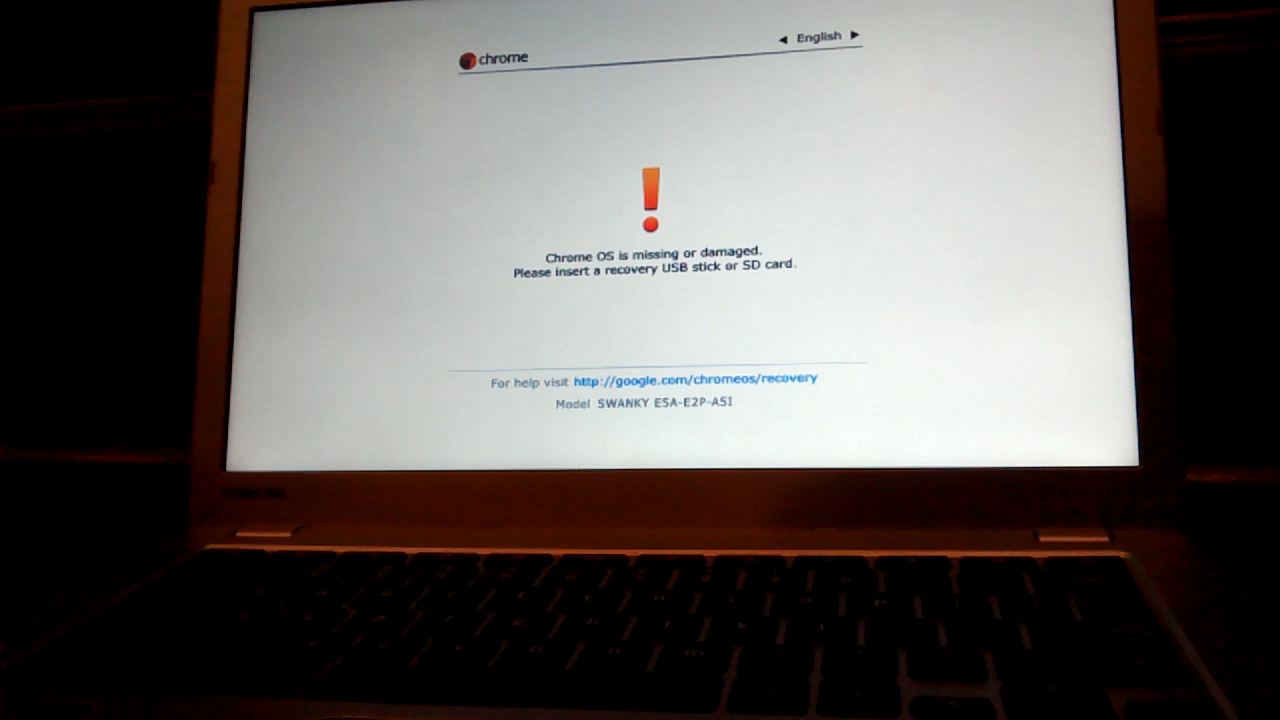 chrome
◄ English ►
Chrome OS is missing or damaged.
Please insert a recovery USB stick or SD card.
For help visit http://google.com/chromeos/recovery
Model SWANKY E5A-E2P-A5I